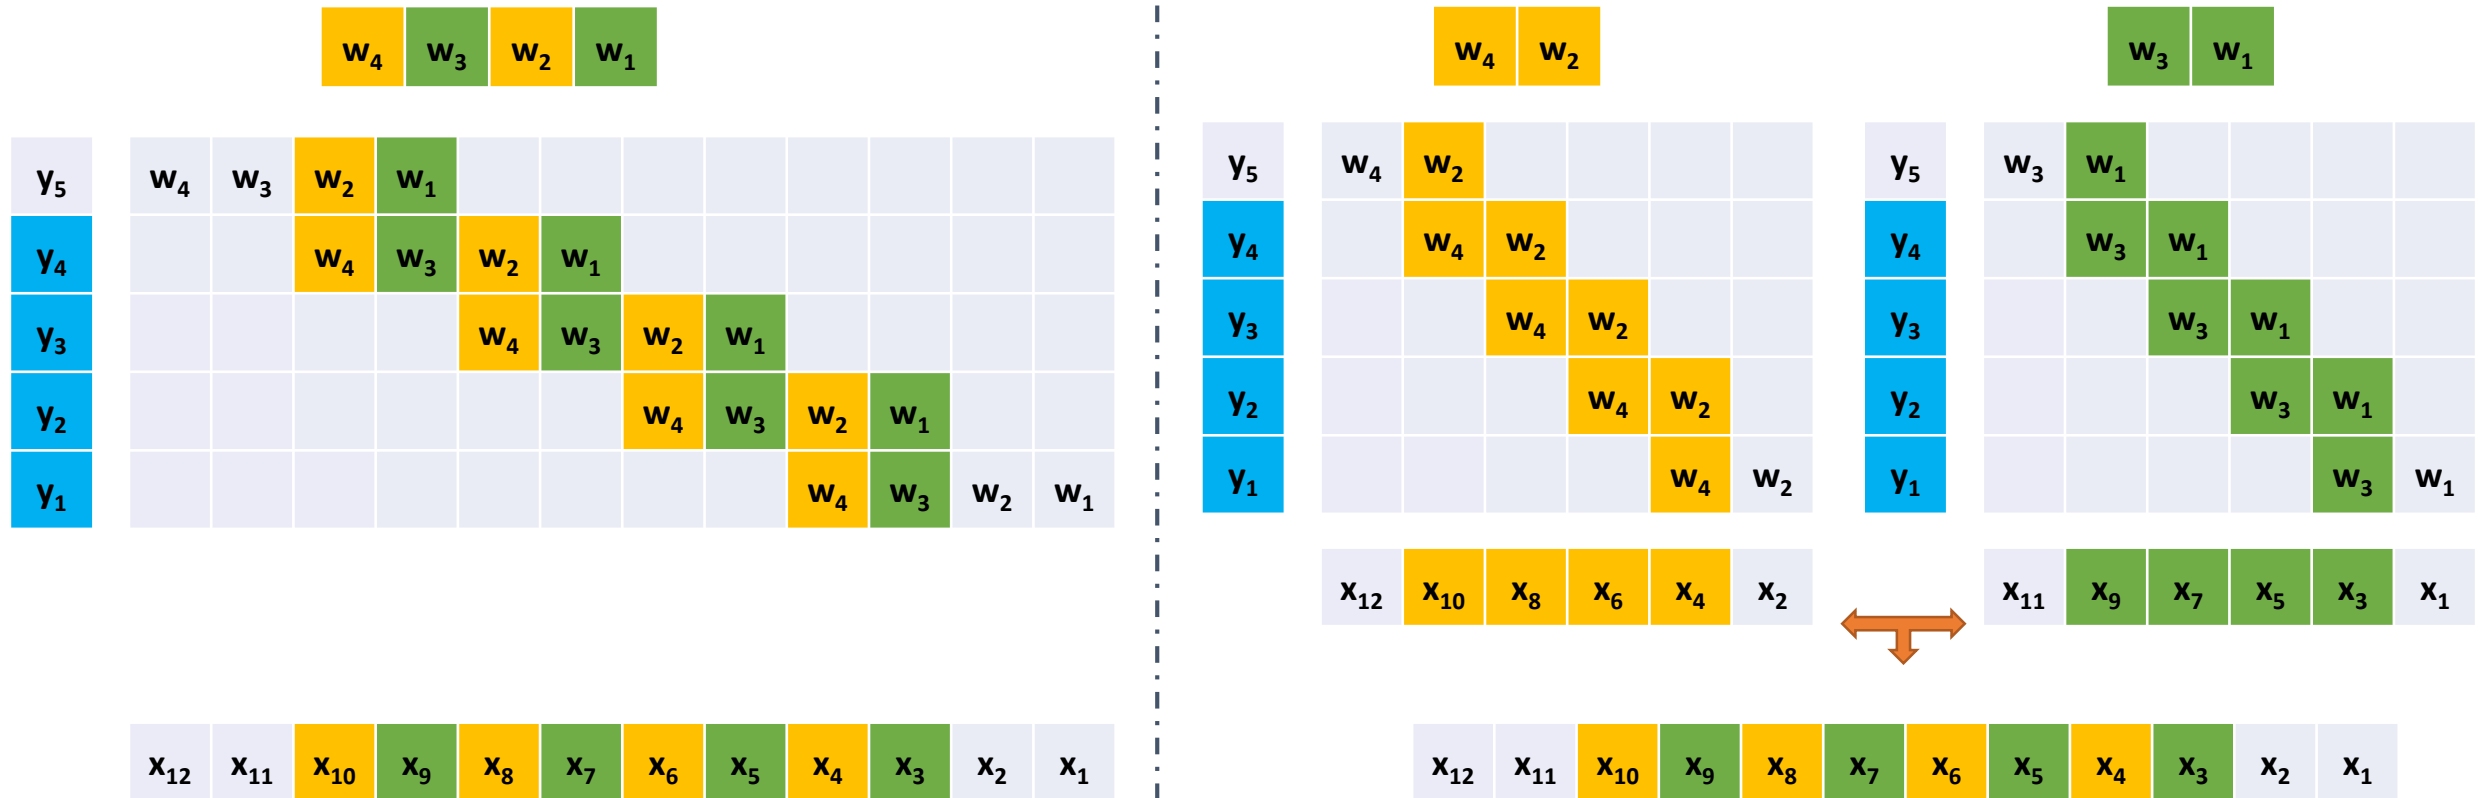 w₄ w₃ w₂ w₁
y₅ w₄ w₃ w₂ w₁
y₄ w₄ w₃ w₂ w₁
y₃ w₄ w₃ w₂ w₁
y₂ w₄ w₃ w₂ w₁
y₁ w₄ w₃ w₂ w₁
x₁₂ x₁₁ x₁₀ x₉ x₈ x₇ x₆ x₅ x₄ x₃ x₂ x₁
w₄ w₂
y₅ w₄ w₂
y₄ w₄ w₂
y₃ w₄ w₂
y₂ w₄ w₂
y₁ w₄ w₂
x₁₂ x₁₀ x₈ x₆ x₄ x₂
w₃ w₁
y₅ w₃ w₁
y₄ w₃ w₁
y₃ w₃ w₁
y₂ w₃ w₁
y₁ w₃ w₁
x₁₁ x₉ x₇ x₅ x₃ x₁
x₁₂ x₁₁ x₁₀ x₉ x₈ x₇ x₆ x₅ x₄ x₃ x₂ x₁